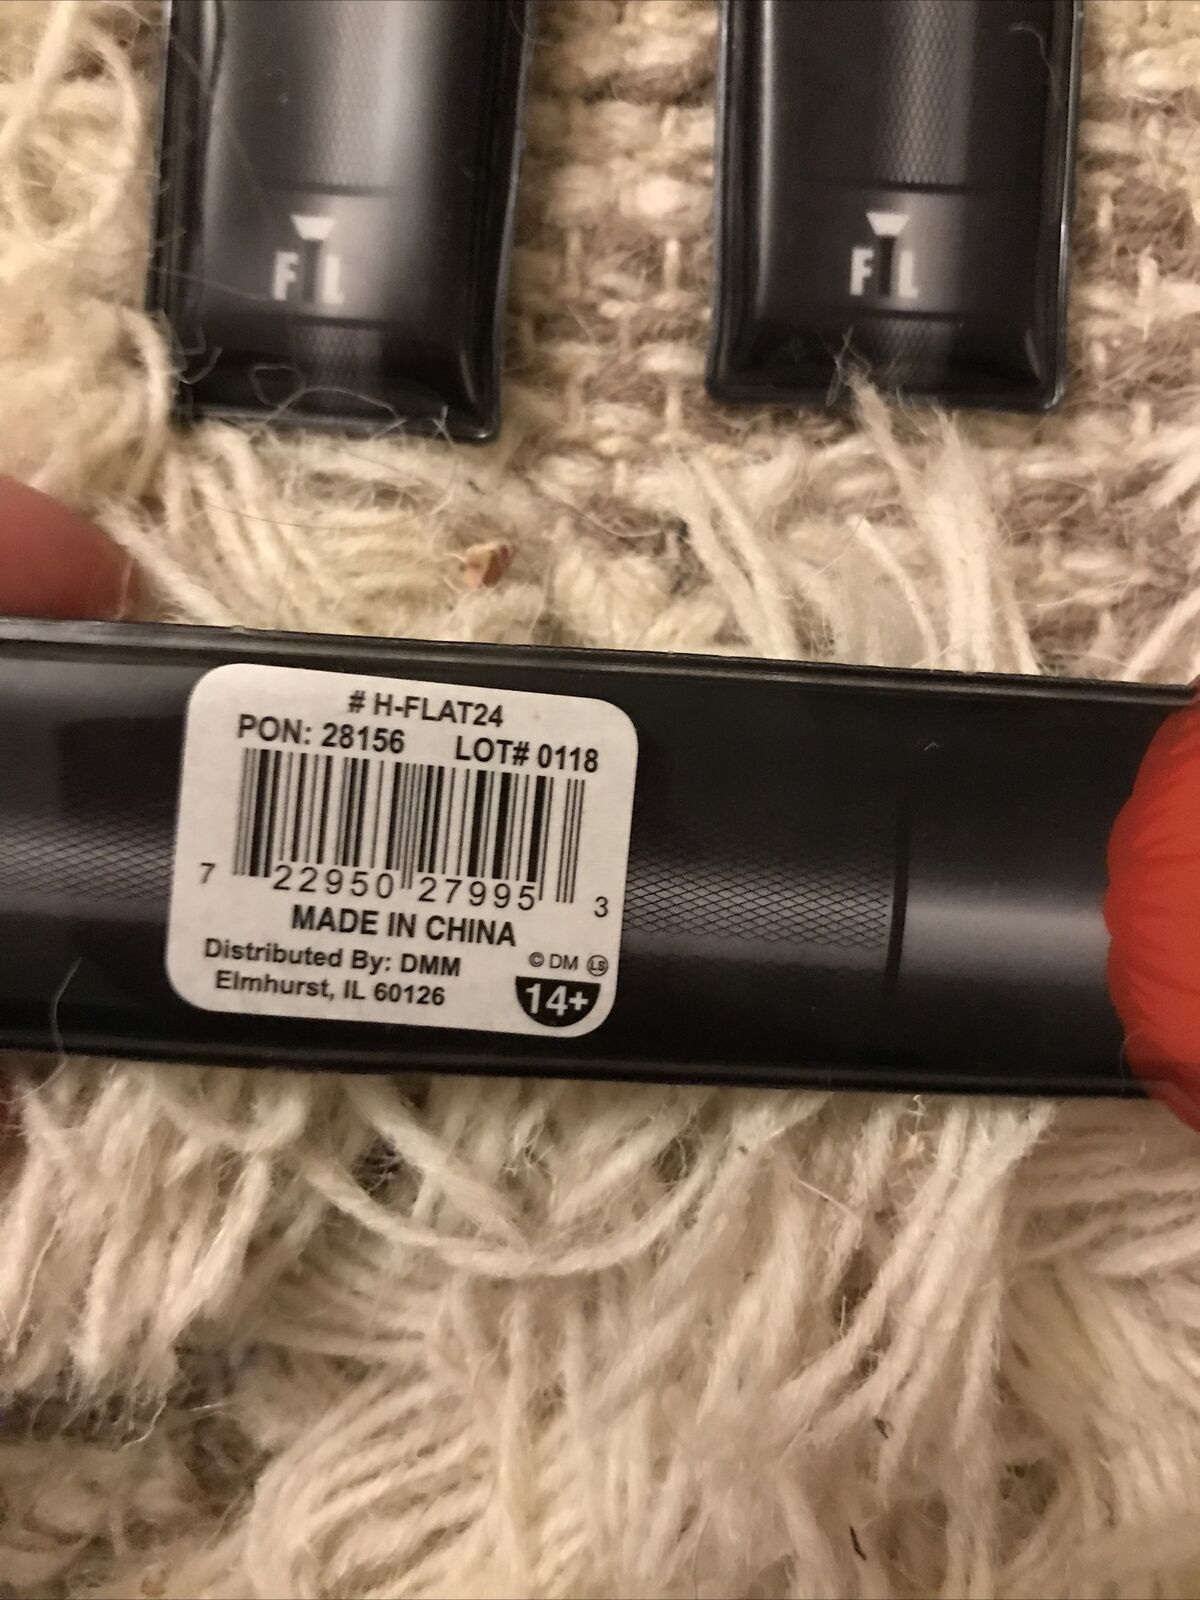 FL
FL
# H-FLAT24
PON: 28156 LOT# 0118
7 22950 27995 3
MADE IN CHINA
Distributed By: DMM © DM LS
Elmhurst, IL 60126 14+